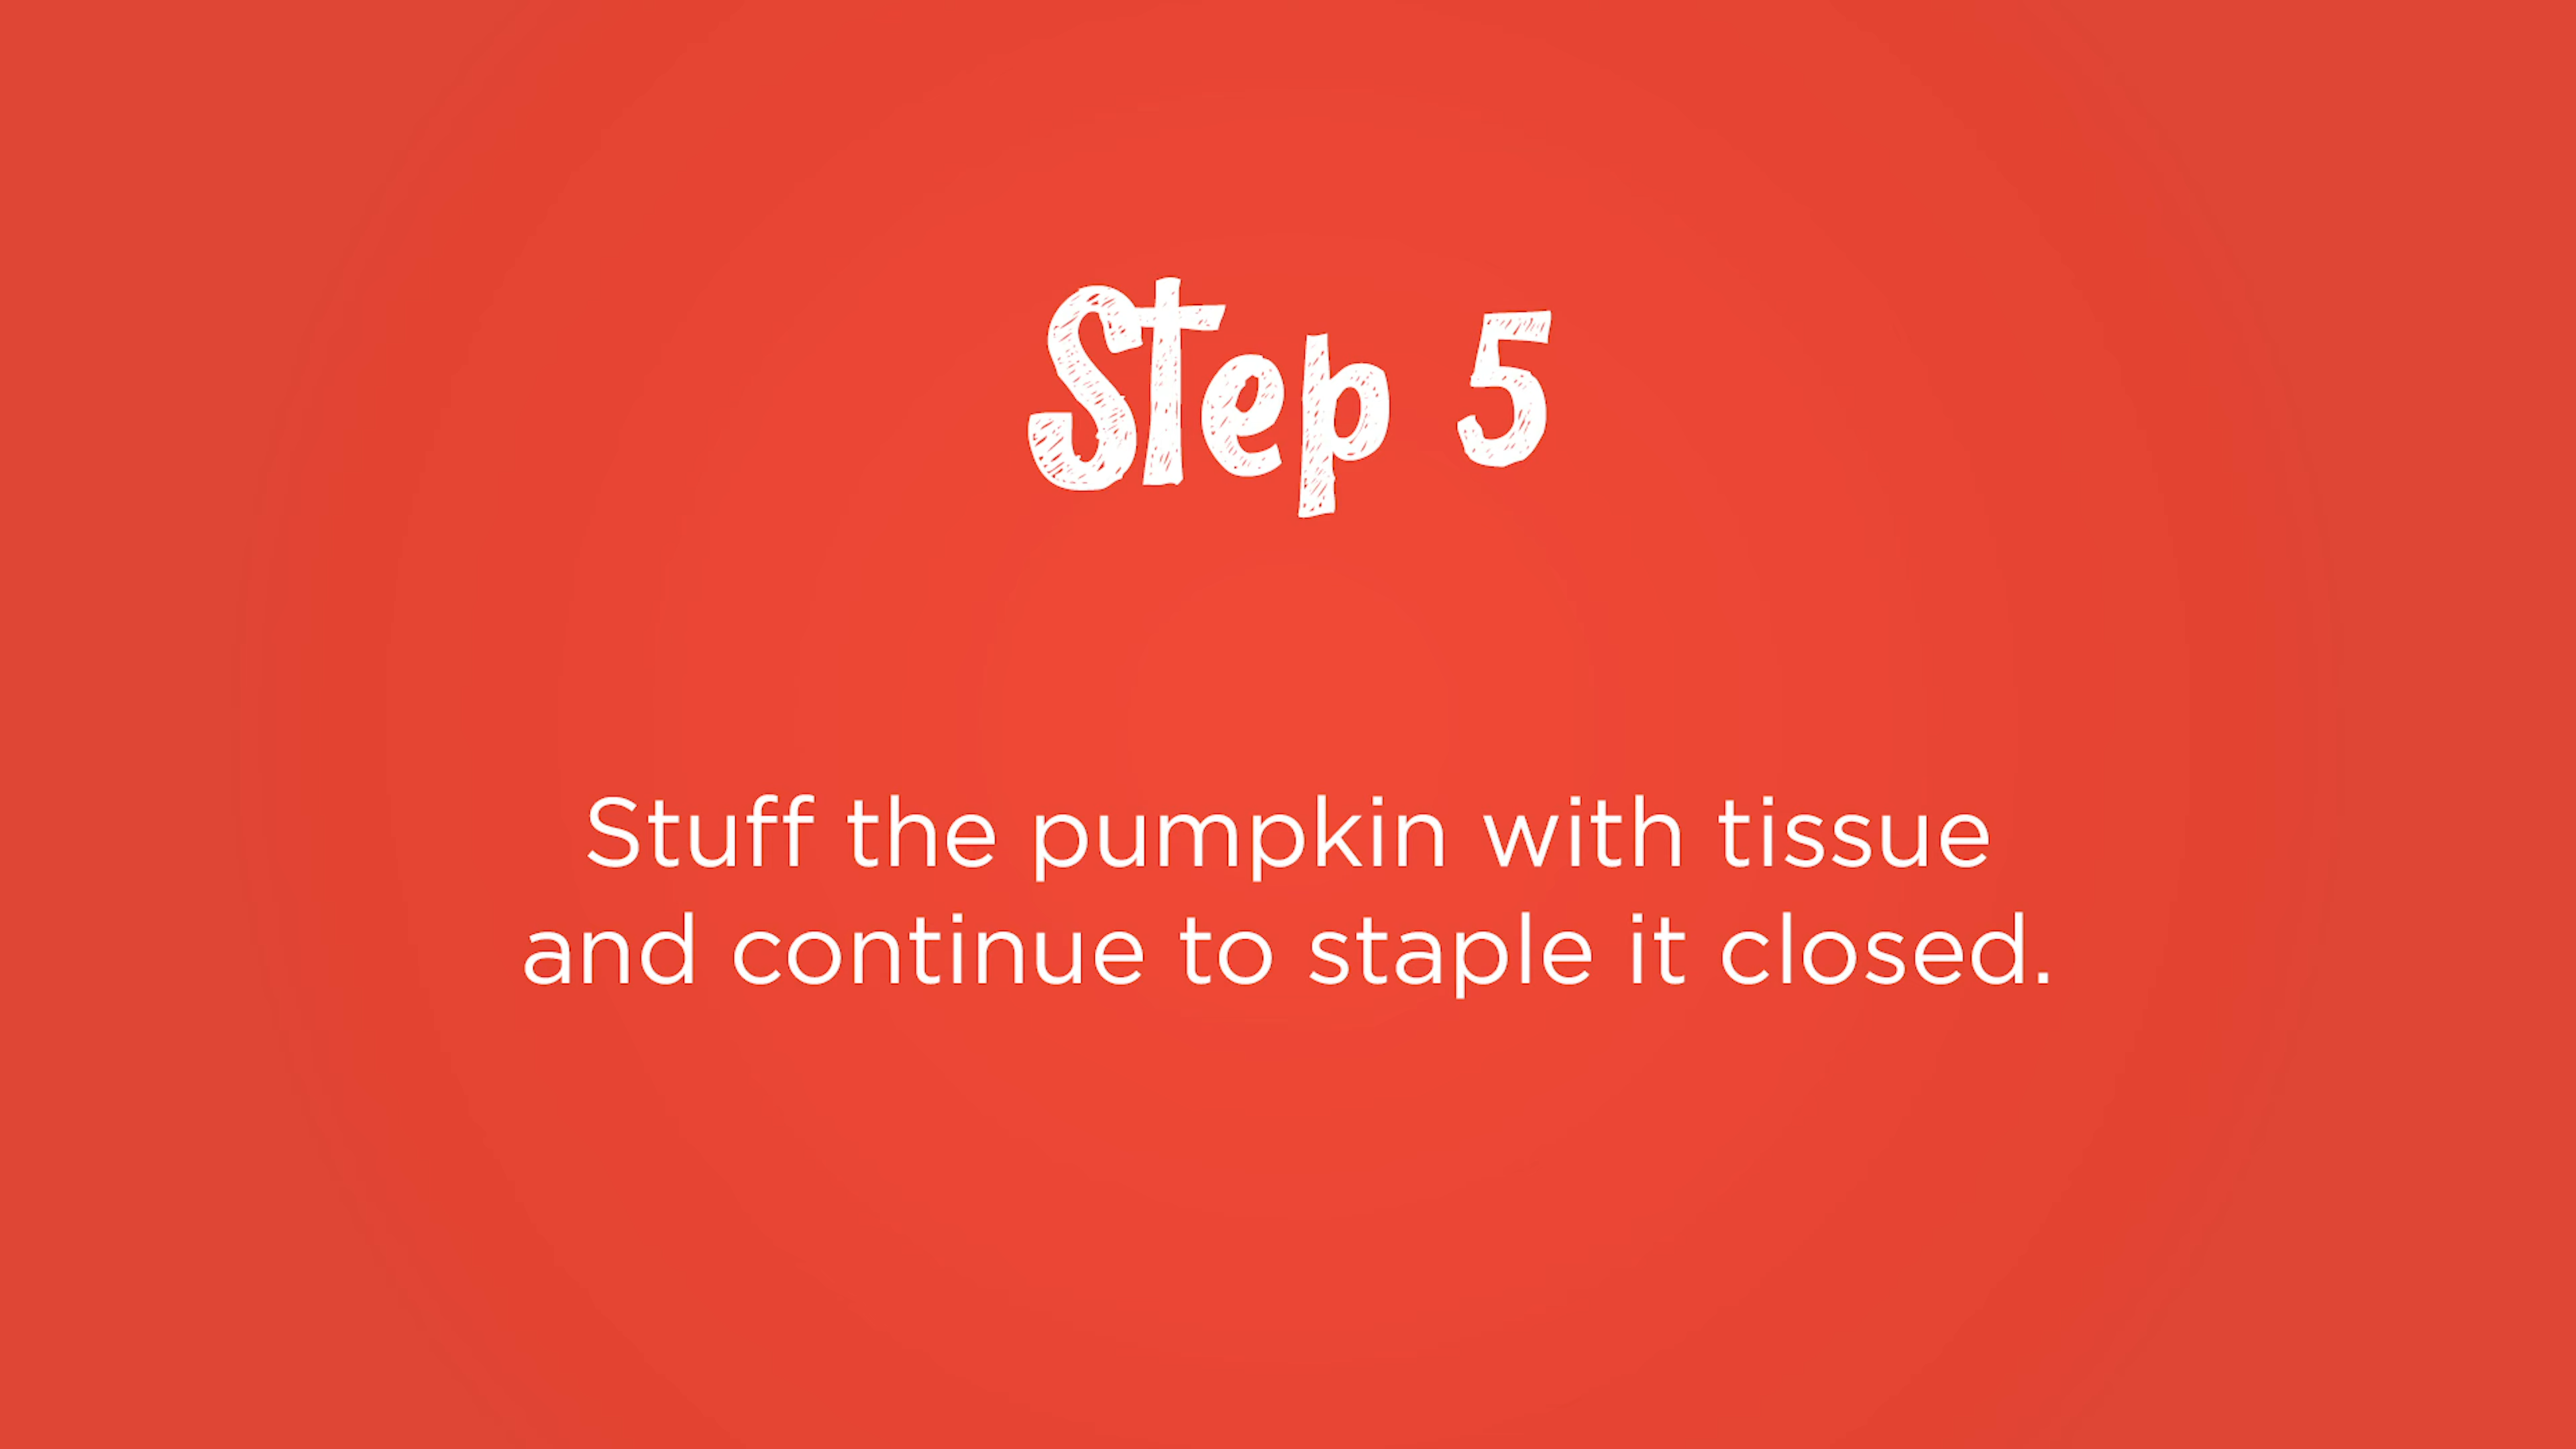 Step 5
Stuff the pumpkin with tissue
and continue to staple it closed.